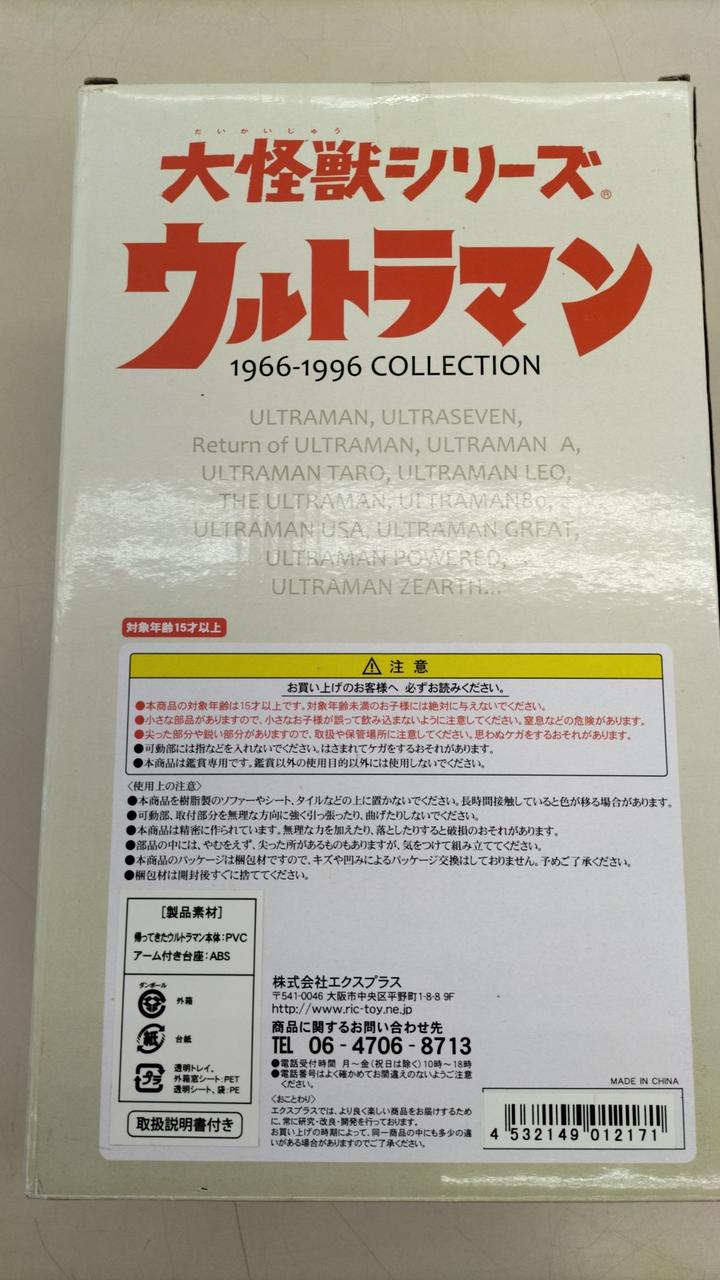 だいかいじゅう
大怪獣シリーズ®
ウルトラマン
1966-1996 COLLECTION
ULTRAMAN, ULTRASEVEN,
Return of ULTRAMAN, ULTRAMAN A,
ULTRAMAN TARO, ULTRAMAN LEO,
THE ULTRAMAN, ULTRAMAN80,
ULTRAMAN USA, ULTRAMAN GREAT,
ULTRAMAN POWERED,
ULTRAMAN ZEARTH...
対象年齢15才以上
⚠ 注意
お買い上げのお客様へ 必ずお読みください。
●本商品の対象年齢は15才以上です。対象年齢未満のお子様には絶対に与えないでください。
●小さな部品がありますので、小さなお子様が誤って飲み込まないように注意してください。窒息などの危険があります。
●尖った部分や鋭い部分がありますので、取扱や保管場所に注意してください。思わぬケガをするおそれがあります。
●可動部には指などを入れないでください。はさまれてケガをするおそれがあります。
●本商品は鑑賞専用です。鑑賞以外の使用目的以外には使用しないでください。
〈使用上の注意〉
●本商品を樹脂製のソファーやシート、タイルなどの上に置かないでください。長時間接触していると色が移る場合があります。
●可動部、取付部分を無理な方向に強く引っ張ったり、曲げたりしないでください。
●本商品は精密に作られています。無理な力を加えたり、落としたりすると破損のおそれがあります。
●部品の中には、やむをえず、尖った所があるものもありますが、気をつけて組み立ててください。
●本商品のパッケージは梱包材ですので、キズや凹みによるパッケージ交換はしておりません。予めご了承ください。
●梱包材は開封後すぐに捨ててください。
[製品素材]
帰ってきたウルトラマン本体:PVC
アーム付き台座:ABS
ダンボール
外箱
紙
台紙
プラ
透明トレイ、
外箱窓シート:PET
透明シート、袋:PE
取扱説明書付き
株式会社エクスプラス
〒541-0046 大阪市中央区平野町1-8-8 9F
http://www.ric-toy.ne.jp
商品に関するお問い合わせ先
TEL 06-4706-8713
●電話受付時間 月〜金(祝日は除く)10時〜18時
●電話番号はよく確かめてお間違えのないようご注意
ください。
〈おことわり〉
エクスプラスでは、より良く楽しい商品をお届けするため
に、常に研究・改良・開発を行っております。
お買い上げの時期によって、同一商品の中にも多少の違
いがある場合がありますのでご了承ください。
MADE IN CHINA
4 532149 012171